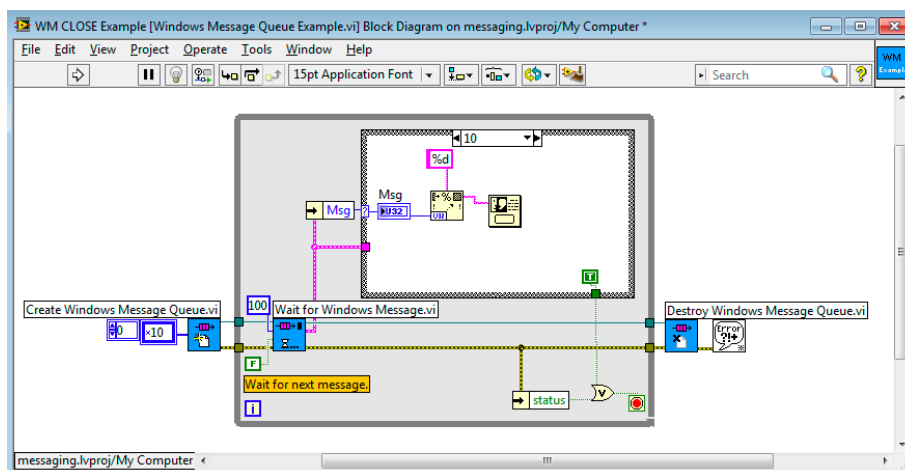 WM CLOSE Example [Windows Message Queue Example.vi] Block Diagram on messaging.lvproj/My Computer *
File Edit View Project Operate Tools Window Help
15pt Application Font
Search
WM
Example
10
%d
Msg
Msg
?
U32
T
Create Windows Message Queue.vi
100
Wait for Windows Message.vi
Destroy Windows Message Queue.vi
0
×10
Error
?!+
F
Wait for next message.
i
status
V
messaging.lvproj/My Computer